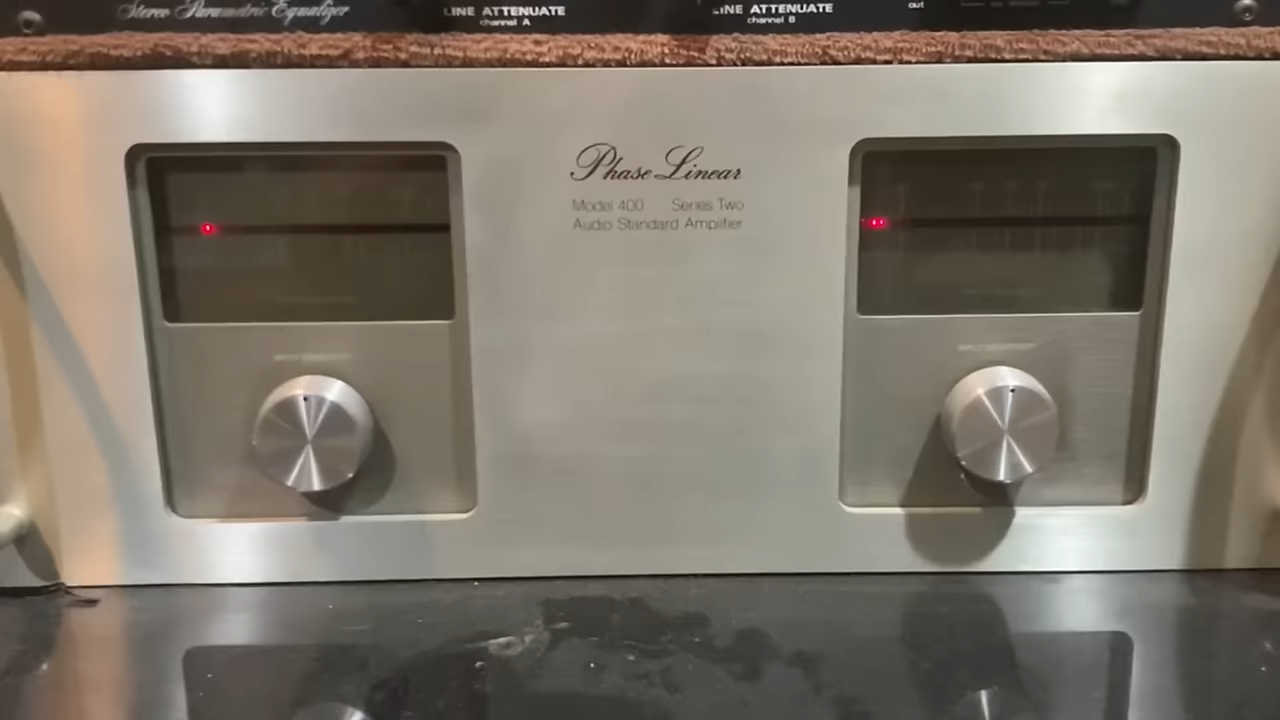 Stereo Parametric Equalizer
LINE ATTENUATE
channel A
LINE ATTENUATE
channel B
out
Phase Linear
Model 400 Series Two
Audio Standard Amplifier